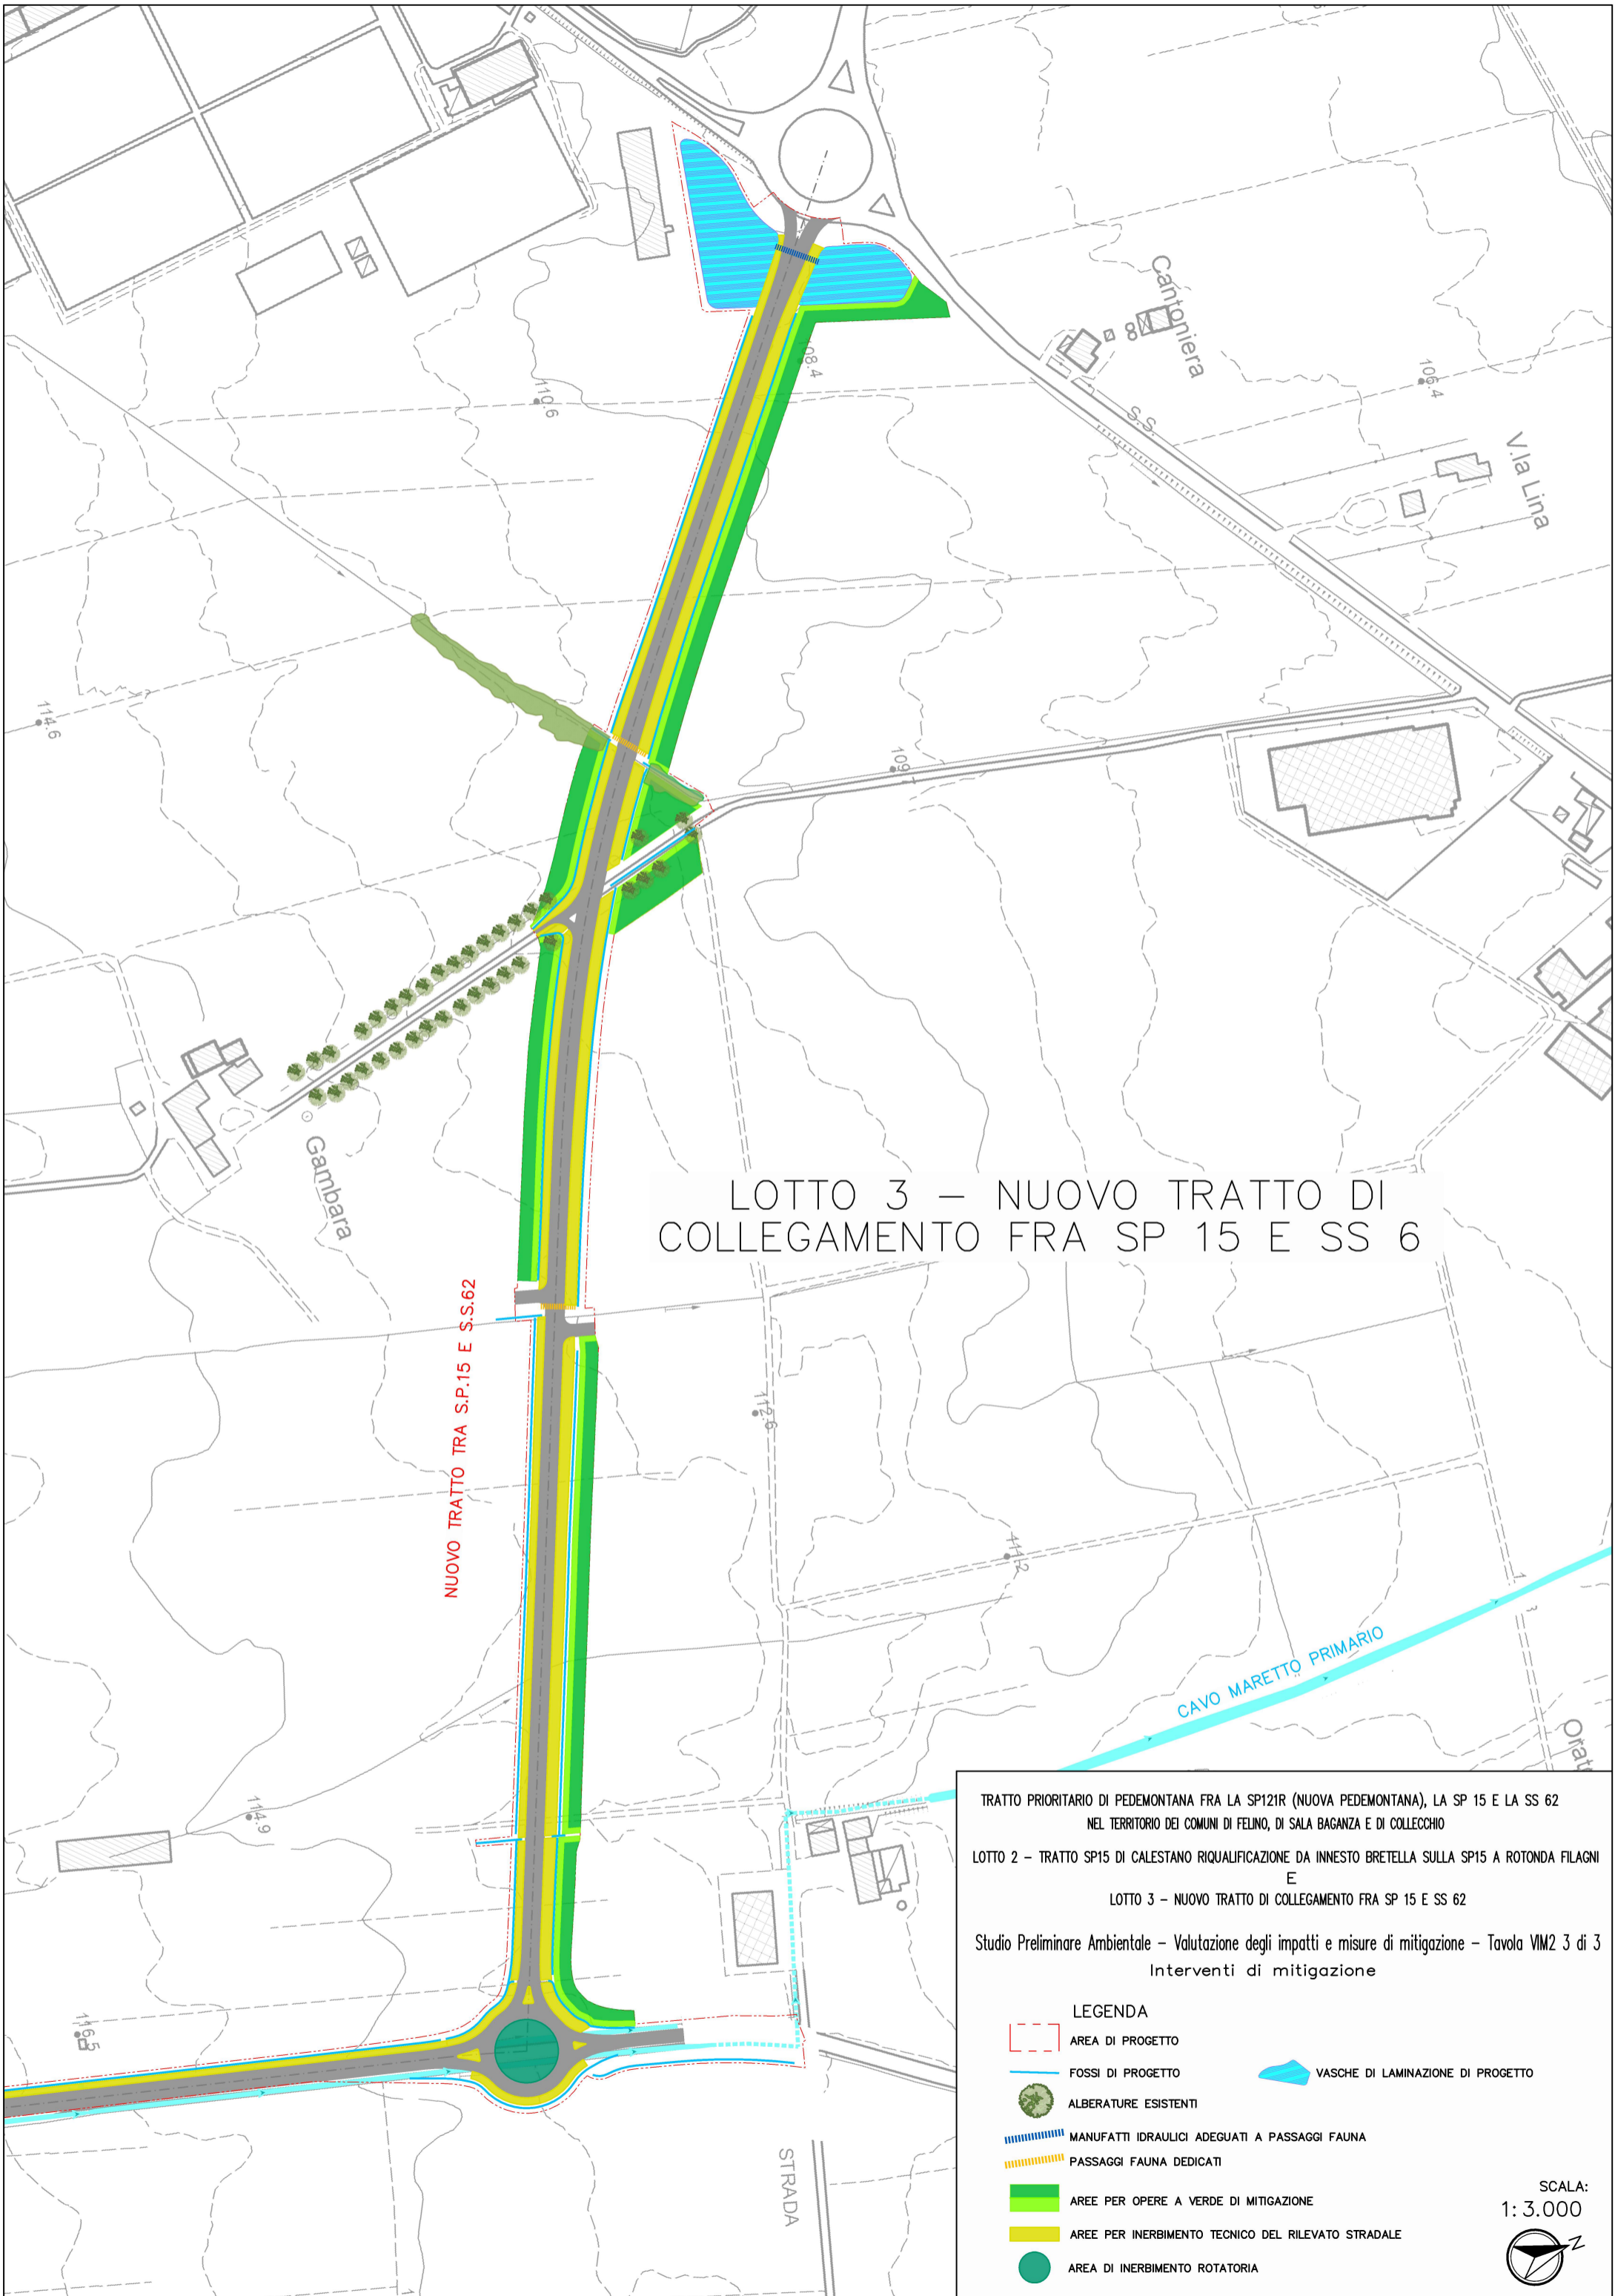 Cantoniera
108.4
110.6
106.4
S.S.
V.la Lina
114.6
Gambara
LOTTO 3 – NUOVO TRATTO DI
COLLEGAMENTO FRA SP 15 E SS 6
NUOVO TRATTO TRA S.P.15 E S.S.62
112.6
111.2
CAVO MARETTO PRIMARIO
114.9
116.5
STRADA
TRATTO PRIORITARIO DI PEDEMONTANA FRA LA SP121R (NUOVA PEDEMONTANA), LA SP 15 E LA SS 62
NEL TERRITORIO DEI COMUNI DI FELINO, DI SALA BAGANZA E DI COLLECCHIO
LOTTO 2 – TRATTO SP15 DI CALESTANO RIQUALIFICAZIONE DA INNESTO BRETELLA SULLA SP15 A ROTONDA FILAGNI
E
LOTTO 3 – NUOVO TRATTO DI COLLEGAMENTO FRA SP 15 E SS 62
Studio Preliminare Ambientale – Valutazione degli impatti e misure di mitigazione – Tavola VIM2 3 di 3
Interventi di mitigazione
LEGENDA
AREA DI PROGETTO
FOSSI DI PROGETTO
VASCHE DI LAMINAZIONE DI PROGETTO
ALBERATURE ESISTENTI
MANUFATTI IDRAULICI ADEGUATI A PASSAGGI FAUNA
PASSAGGI FAUNA DEDICATI
AREE PER OPERE A VERDE DI MITIGAZIONE
AREE PER INERBIMENTO TECNICO DEL RILEVATO STRADALE
AREA DI INERBIMENTO ROTATORIA
SCALA:
1: 3.000
N